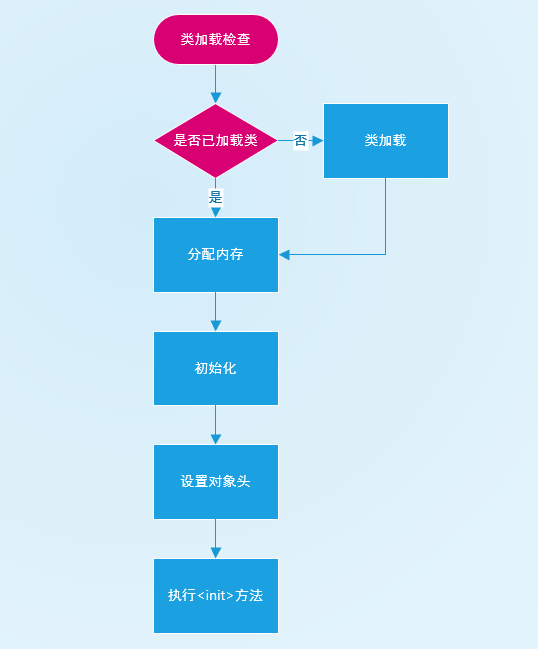 类加载检查
是否已加载类
否
类加载
是
分配内存
初始化
设置对象头
执行<init>方法